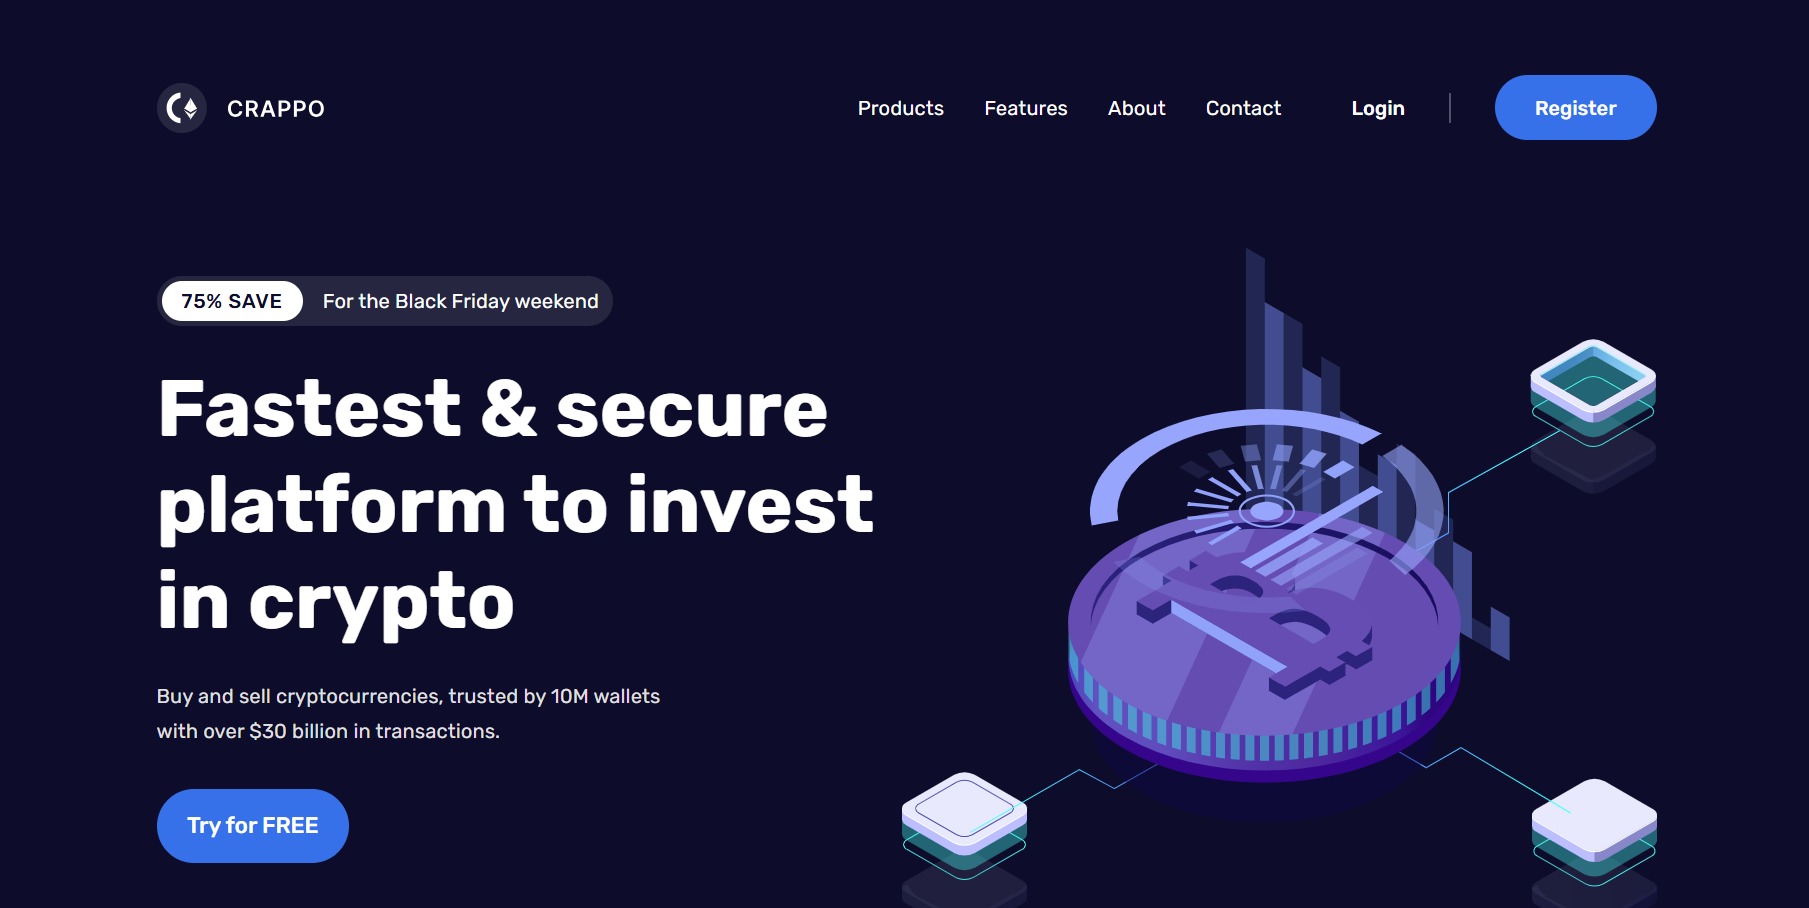 CRAPPO
Products
Features
About
Contact
Login
Register
75% SAVE
For the Black Friday weekend
Fastest & secure
platform to invest
in crypto
Buy and sell cryptocurrencies, trusted by 10M wallets
with over $30 billion in transactions.
Try for FREE